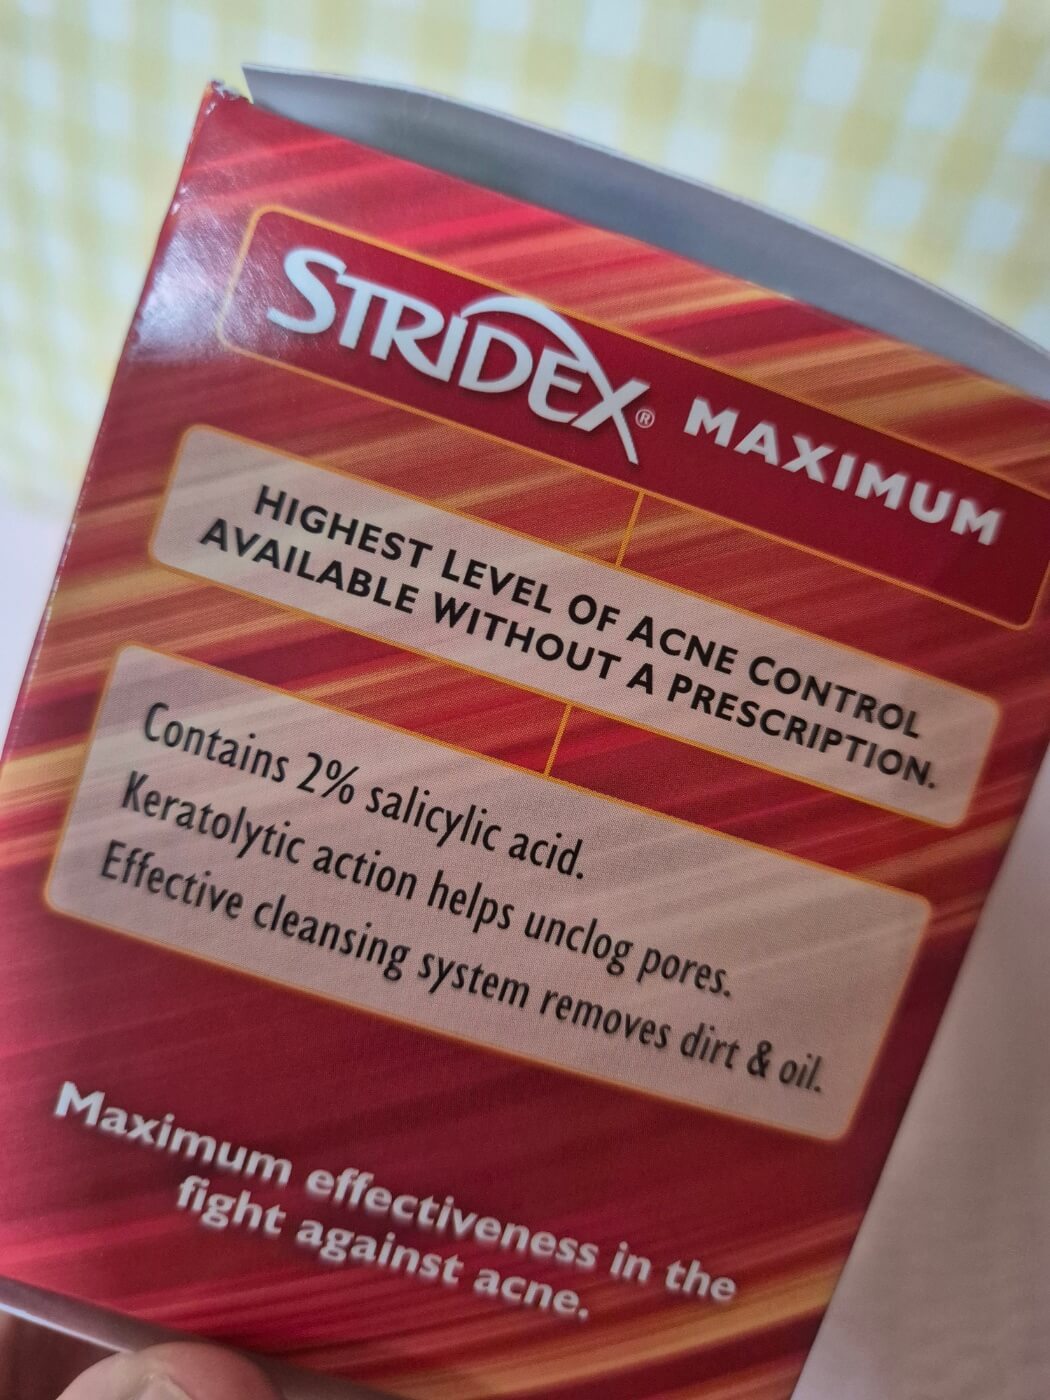 STRIDEX® MAXIMUM
HIGHEST LEVEL OF ACNE CONTROL
AVAILABLE WITHOUT A PRESCRIPTION.
Contains 2% salicylic acid.
Keratolytic action helps unclog pores.
Effective cleansing system removes dirt & oil.
Maximum effectiveness in the
fight against acne.